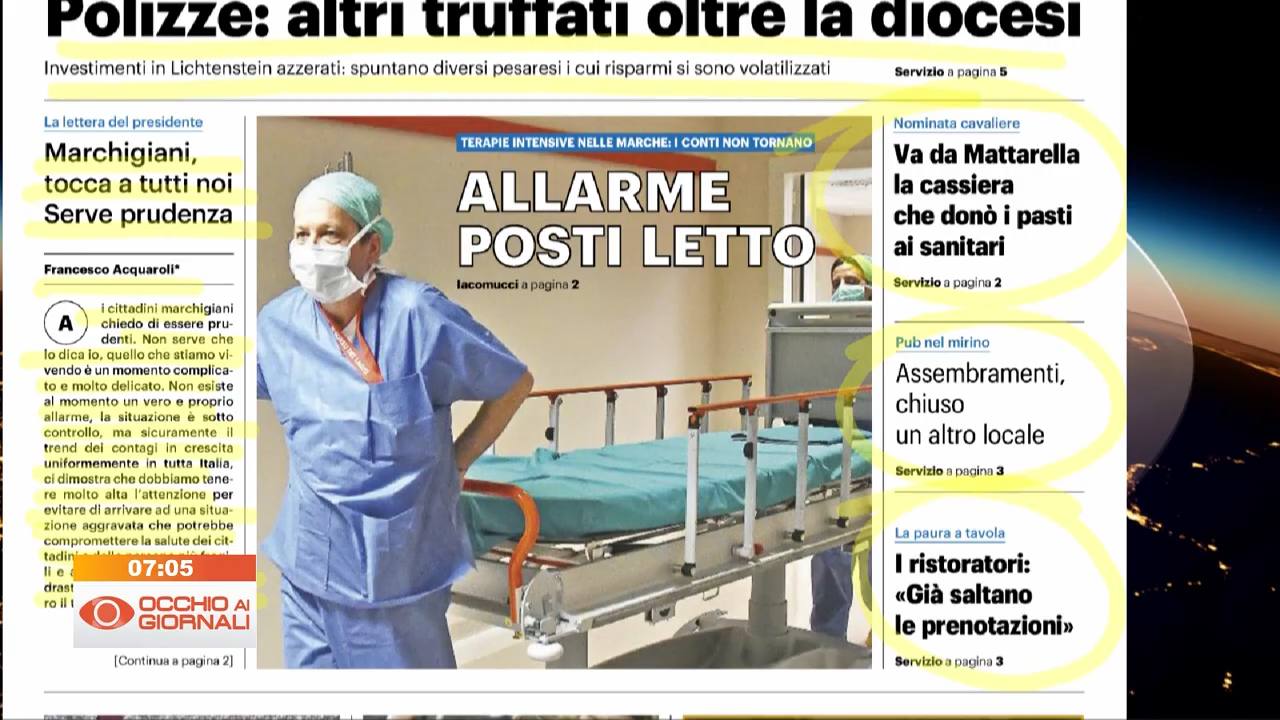 Polizze: altri truffati oltre la diocesi
Investimenti in Lichtenstein azzerati: spuntano diversi pesaresi i cui risparmi si sono volatilizzati
Servizio a pagina 5
La lettera del presidente
Marchigiani,
tocca a tutti noi
Serve prudenza
Francesco Acquaroli*
A i cittadini marchigiani
chiedo di essere pru-
denti. Non serve che
lo dica io, quello che stiamo vi-
vendo è un momento complica-
to e molto delicato. Non esiste
al momento un vero e proprio
allarme, la situazione è sotto
controllo, ma sicuramente il
trend dei contagi in crescita
uniformemente in tutta Italia,
ci dimostra che dobbiamo tene-
re molto alta l'attenzione per
evitare di arrivare ad una situa-
zione aggravata che potrebbe
compromettere la salute dei cit-
li e
drast
ro il
[Continua a pagina 2]
TERAPIE INTENSIVE NELLE MARCHE: I CONTI NON TORNANO
ALLARME
POSTI LETTO
Iacomucci a pagina 2
Nominata cavaliere
Va da Mattarella
la cassiera
che donò i pasti
ai sanitari
Servizio a pagina 2
Pub nel mirino
Assembramenti,
chiuso
un altro locale
Servizio a pagina 3
La paura a tavola
I ristoratori:
«Già saltano
le prenotazioni»
Servizio a pagina 3
07:05
OCCHIO AI
GIORNALI